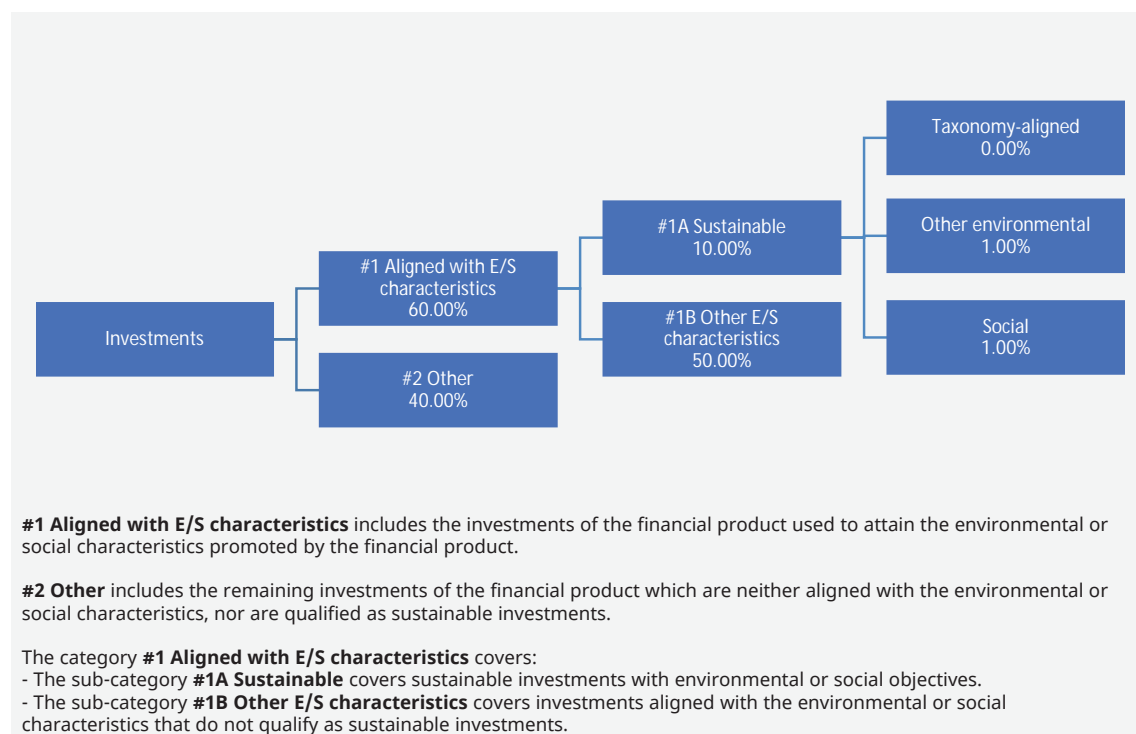 Taxonomy-aligned
0.00%
#1A Sustainable
10.00%
Other environmental
1.00%
#1 Aligned with E/S
characteristics
60.00%
Investments
#1B Other E/S
characteristics
50.00%
Social
1.00%
#2 Other
40.00%
#1 Aligned with E/S characteristics includes the investments of the financial product used to attain the environmental or
social characteristics promoted by the financial product.
#2 Other includes the remaining investments of the financial product which are neither aligned with the environmental or
social characteristics, nor are qualified as sustainable investments.
The category #1 Aligned with E/S characteristics covers:
- The sub-category #1A Sustainable covers sustainable investments with environmental or social objectives.
- The sub-category #1B Other E/S characteristics covers investments aligned with the environmental or social
characteristics that do not qualify as sustainable investments.